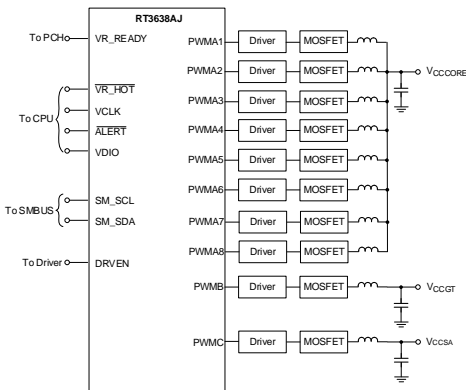 RT3638AJ
To PCH
VR_READY
PWMA1 Driver MOSFET
PWMA2 Driver MOSFET VCCCORE
VR_HOT
PWMA3 Driver MOSFET
To CPU
VCLK
ALERT
PWMA4 Driver MOSFET
VDIO
PWMA5 Driver MOSFET
PWMA6 Driver MOSFET
To SMBUS
SM_SCL
SM_SDA
PWMA7 Driver MOSFET
PWMA8 Driver MOSFET
To Driver
DRVEN
PWMB Driver MOSFET VCCGT
PWMC Driver MOSFET VCCSA